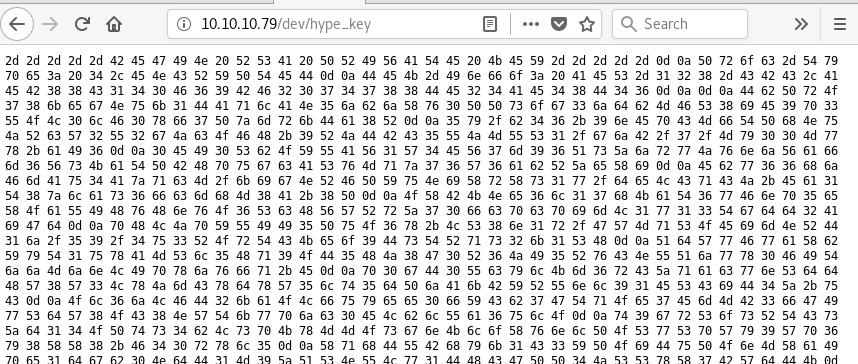 10.10.10.79/dev/hype_key
Search
2d 2d 2d 2d 2d 42 45 47 49 4e 20 52 53 41 20 50 52 49 56 41 54 45 20 4b 45 59 2d 2d 2d 2d 2d 0d 0a 50 72 6f 63 2d 54 79
70 65 3a 20 34 2c 45 4e 43 52 59 50 54 45 44 0d 0a 44 45 4b 2d 49 6e 66 6f 3a 20 41 45 53 2d 31 32 38 2d 43 42 43 2c 41
45 42 38 38 43 31 34 30 46 36 39 42 46 32 30 37 34 37 38 38 44 45 32 34 41 45 34 38 44 34 36 0d 0a 0d 0a 44 62 50 72 4f
37 38 6b 65 67 4e 75 6b 31 44 41 71 6c 41 4e 35 6a 62 6a 58 76 30 50 50 73 6f 67 33 6a 64 62 4d 46 53 38 69 45 39 70 33
55 4f 4c 30 6c 46 30 78 66 37 50 7a 6d 72 6b 44 61 38 52 0d 0a 35 79 2f 62 34 36 2b 39 6e 45 70 43 4d 66 54 50 68 4e 75
4a 52 63 57 32 55 32 67 4a 63 4f 46 48 2b 39 52 4a 44 42 43 35 55 4a 4d 55 53 31 2f 67 6a 42 2f 37 2f 4d 79 30 30 4d 77
78 2b 61 49 36 0d 0a 30 45 49 30 53 62 4f 59 55 41 56 31 57 34 45 56 37 6d 39 36 51 73 5a 6a 72 77 4a 76 6e 6a 56 61 66
6d 36 56 73 4b 61 54 50 42 48 70 75 67 63 41 53 76 4d 71 7a 37 36 57 36 61 62 52 5a 65 58 69 0d 0a 45 62 77 36 36 68 6a
46 6d 41 75 34 41 7a 71 63 4d 2f 6b 69 67 4e 52 46 50 59 75 4e 69 58 72 58 73 31 77 2f 64 65 4c 43 71 43 4a 2b 45 61 31
54 38 7a 6c 61 73 36 66 63 6d 68 4d 38 41 2b 38 50 0d 0a 4f 58 42 4b 4e 65 36 6c 31 37 68 4b 61 54 36 77 46 6e 70 35 65
58 4f 61 55 49 48 76 48 6e 76 4f 36 53 63 48 56 57 52 72 5a 37 30 66 63 70 63 70 69 6d 4c 31 77 31 33 54 67 64 64 32 41
69 47 64 0d 0a 70 48 4c 4a 70 59 55 49 49 35 50 75 4f 36 78 2b 4c 53 38 6e 31 72 2f 47 57 4d 71 53 4f 45 69 6d 4e 52 44
31 6a 2f 35 39 2f 34 75 33 52 4f 72 54 43 4b 65 6f 39 44 73 54 52 71 73 32 6b 31 53 48 0d 0a 51 64 57 77 46 77 61 58 62
59 79 54 31 75 78 41 4d 53 6c 35 48 71 39 4f 44 35 48 4a 38 47 30 52 36 4a 49 35 52 76 43 4e 55 51 6a 77 78 30 46 49 54
6a 6a 4d 6a 6e 4c 49 70 78 6a 76 66 71 2b 45 0d 0a 70 30 67 44 30 55 63 79 6c 4b 6d 36 72 43 5a 71 61 63 77 6e 53 64 64
48 57 38 57 33 4c 78 4a 6d 43 78 64 78 57 35 6c 74 35 64 50 6a 41 6b 42 59 52 55 6e 6c 39 31 45 53 43 69 44 34 5a 2b 75
43 0d 0a 4f 6c 36 6a 4c 46 44 32 6b 61 4f 4c 66 75 79 65 65 30 66 59 43 62 37 47 54 71 4f 65 37 45 6d 4d 42 33 66 47 49
77 53 64 57 38 4f 43 38 4e 57 54 6b 77 70 6a 63 30 45 4c 62 6c 55 61 36 75 6c 4f 0d 0a 74 39 67 72 53 6f 73 52 54 43 73
5a 64 31 4f 50 74 73 34 62 4c 73 70 4b 78 4d 4d 4f 73 67 6e 4b 6c 6f 58 76 6e 6c 50 4f 53 77 53 70 57 79 39 57 70 36
79 38 58 58 38 2b 46 34 30 72 78 6c 35 0d 0a 58 71 68 44 55 42 68 79 6b 31 43 33 59 50 4f 69 44 75 50 4f 6e 4d 58 61 49